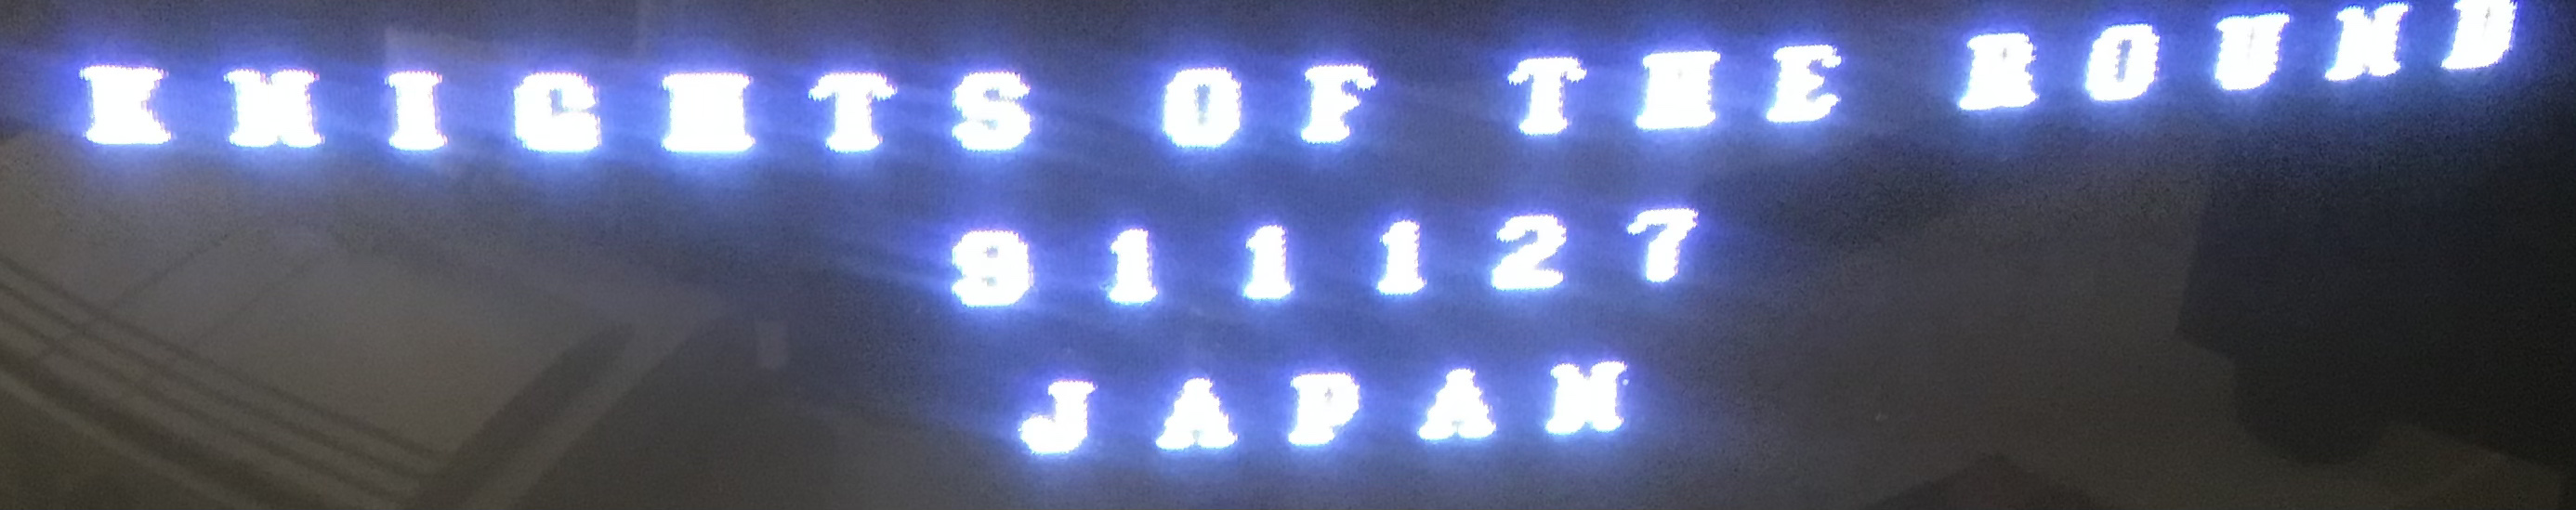 KNIGHTS OF THE ROUND
911127
JAPAN